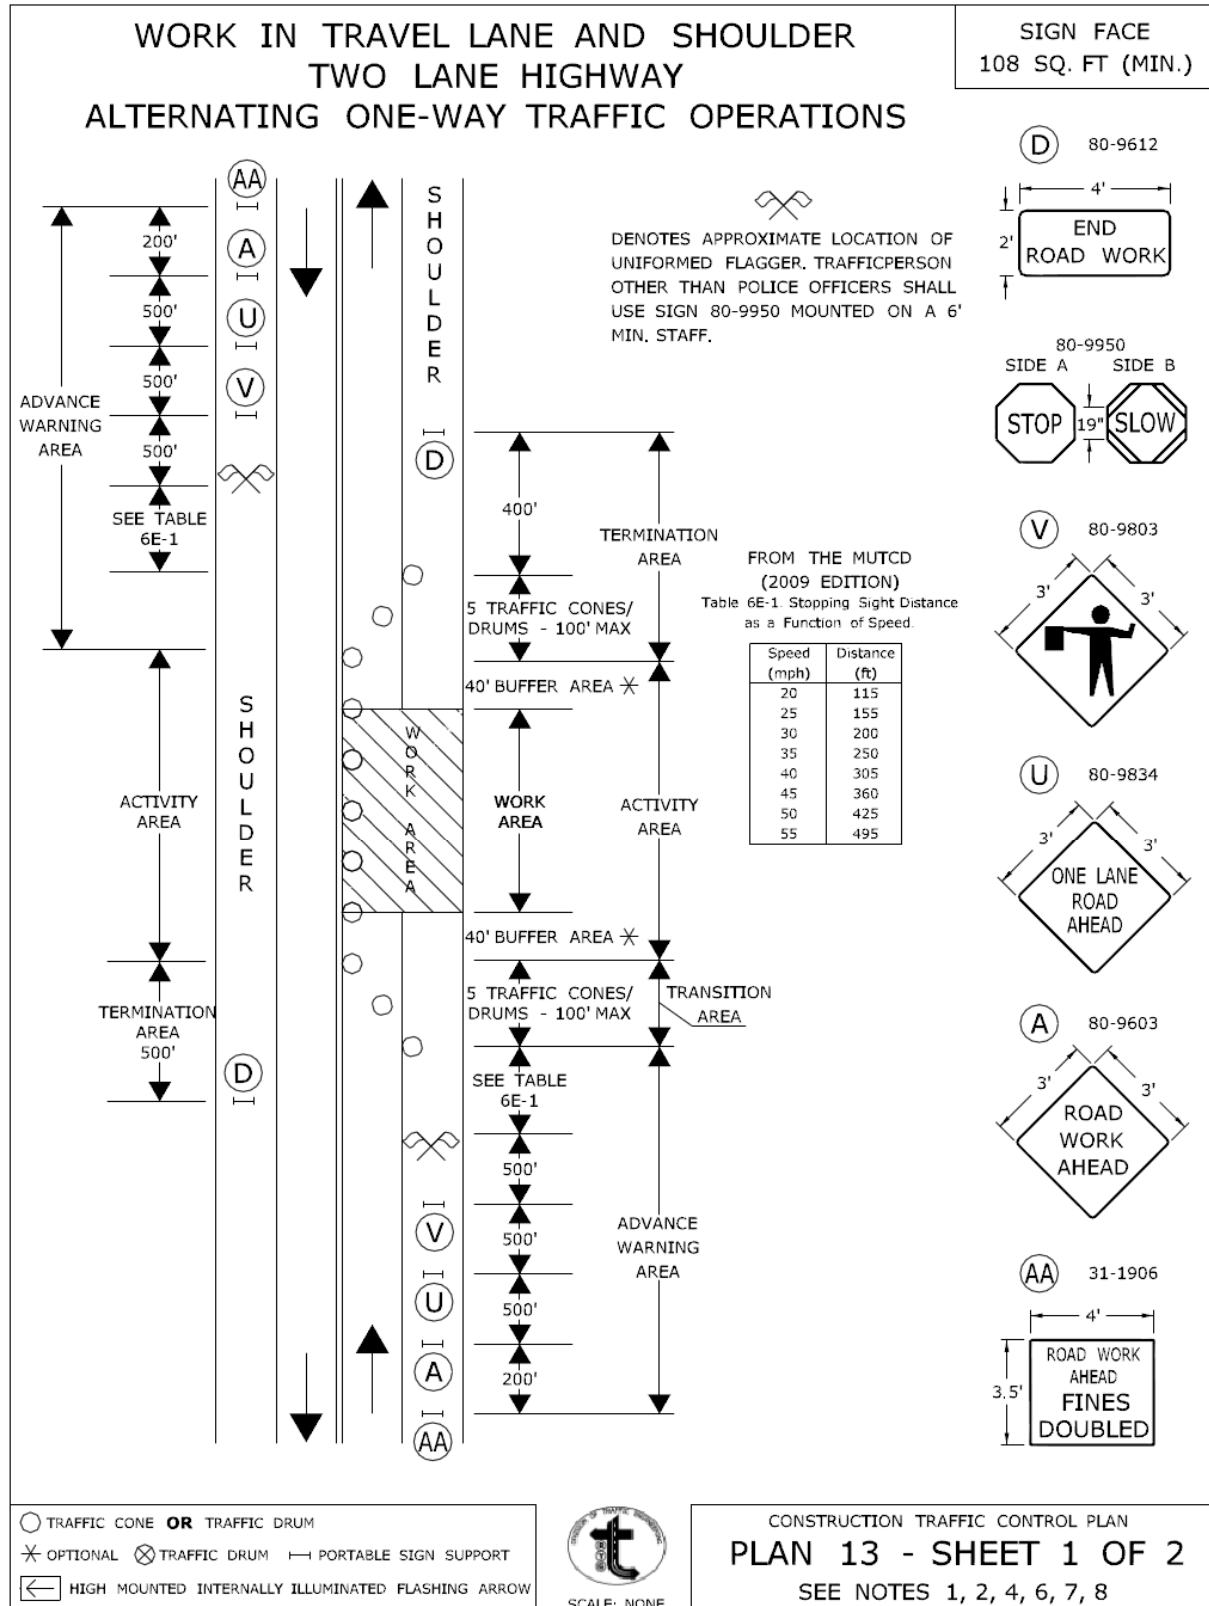 WORK IN TRAVEL LANE AND SHOULDER
TWO LANE HIGHWAY
ALTERNATING ONE-WAY TRAFFIC OPERATIONS
SIGN FACE
108 SQ. FT (MIN.)
AA
A
U
V
200'
500'
500'
500'
SEE TABLE
6E-1
ADVANCE
WARNING
AREA
ACTIVITY
AREA
TERMINATION
AREA
500'
D
SHOULDER
SHOULDER
D
400'
TERMINATION
AREA
5 TRAFFIC CONES/
DRUMS - 100' MAX
40' BUFFER AREA *
WORK AREA
WORK
AREA
ACTIVITY
AREA
40' BUFFER AREA *
5 TRAFFIC CONES/
DRUMS - 100' MAX
TRANSITION
AREA
SEE TABLE
6E-1
500'
500'
500'
200'
ADVANCE
WARNING
AREA
V
U
A
AA
DENOTES APPROXIMATE LOCATION OF
UNIFORMED FLAGGER. TRAFFICPERSON
OTHER THAN POLICE OFFICERS SHALL
USE SIGN 80-9950 MOUNTED ON A 6'
MIN. STAFF.
FROM THE MUTCD
(2009 EDITION)
Table 6E-1. Stopping Sight Distance
as a Function of Speed.
Speed Distance
(mph) (ft)
20 115
25 155
30 200
35 250
40 305
45 360
50 425
55 495
D 80-9612
4'
2'
END
ROAD WORK
80-9950
SIDE A SIDE B
STOP 19" SLOW
V 80-9803
3' 3'
U 80-9834
3' 3'
ONE LANE
ROAD
AHEAD
A 80-9603
3' 3'
ROAD
WORK
AHEAD
AA 31-1906
4'
3.5'
ROAD WORK
AHEAD
FINES
DOUBLED
TRAFFIC CONE OR TRAFFIC DRUM
* OPTIONAL TRAFFIC DRUM PORTABLE SIGN SUPPORT
HIGH MOUNTED INTERNALLY ILLUMINATED FLASHING ARROW
DIVISION OF TRAFFIC ENGINEERING
SCALE: NONE
CONSTRUCTION TRAFFIC CONTROL PLAN
PLAN 13 - SHEET 1 OF 2
SEE NOTES 1, 2, 4, 6, 7, 8